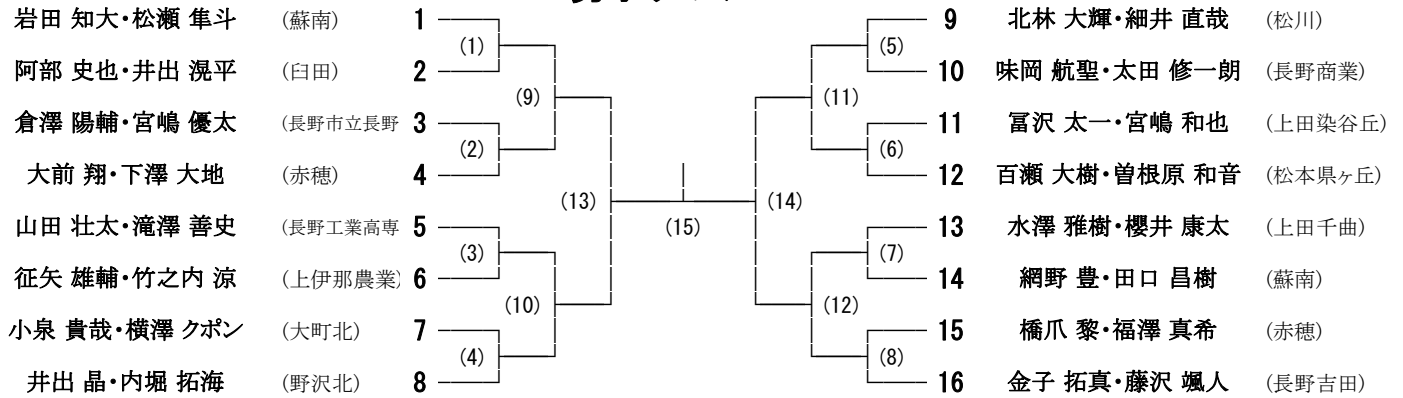 岩田 知大・松瀬 隼斗 (蘇南) 1
(1)
阿部 史也・井出 滉平 (臼田) 2
(9)
倉澤 陽輔・宮嶋 優太 (長野市立長野 3
(2)
大前 翔・下澤 大地 (赤穂) 4
(13)
山田 壮太・滝澤 善史 (長野工業高専 5
(3)
征矢 雄輔・竹之内 涼 (上伊那農業) 6
(10)
小泉 貴哉・横澤 クポン (大町北) 7
(4)
井出 晶・内堀 拓海 (野沢北) 8
(15)
9 北林 大輝・細井 直哉 (松川)
(5)
10 味岡 航聖・太田 修一朗 (長野商業)
(11)
11 冨沢 太一・宮嶋 和也 (上田染谷丘)
(6)
12 百瀬 大樹・曽根原 和音 (松本県ヶ丘)
(14)
13 水澤 雅樹・櫻井 康太 (上田千曲)
(7)
14 網野 豊・田口 昌樹 (蘇南)
(12)
15 橋爪 黎・福澤 真希 (赤穂)
(8)
16 金子 拓真・藤沢 颯人 (長野吉田)